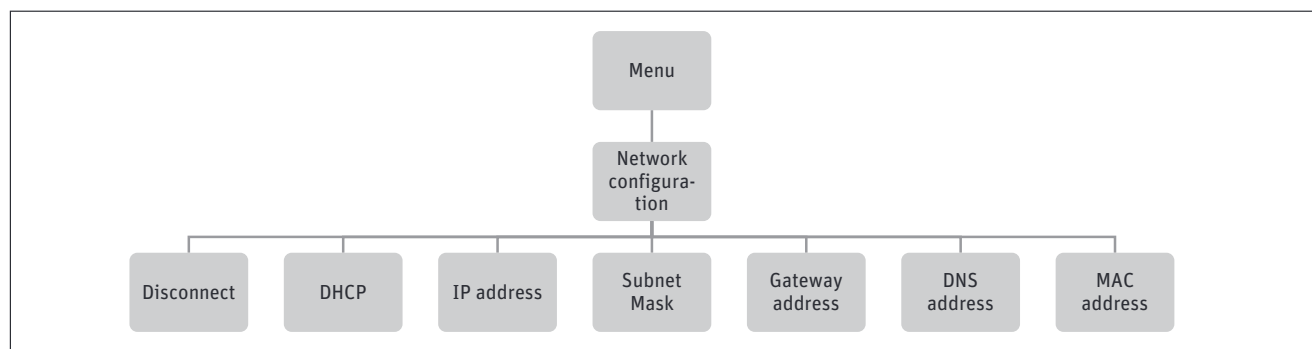 Menu
Network
configura-
tion
Disconnect
DHCP
IP address
Subnet
Mask
Gateway
address
DNS
address
MAC
address